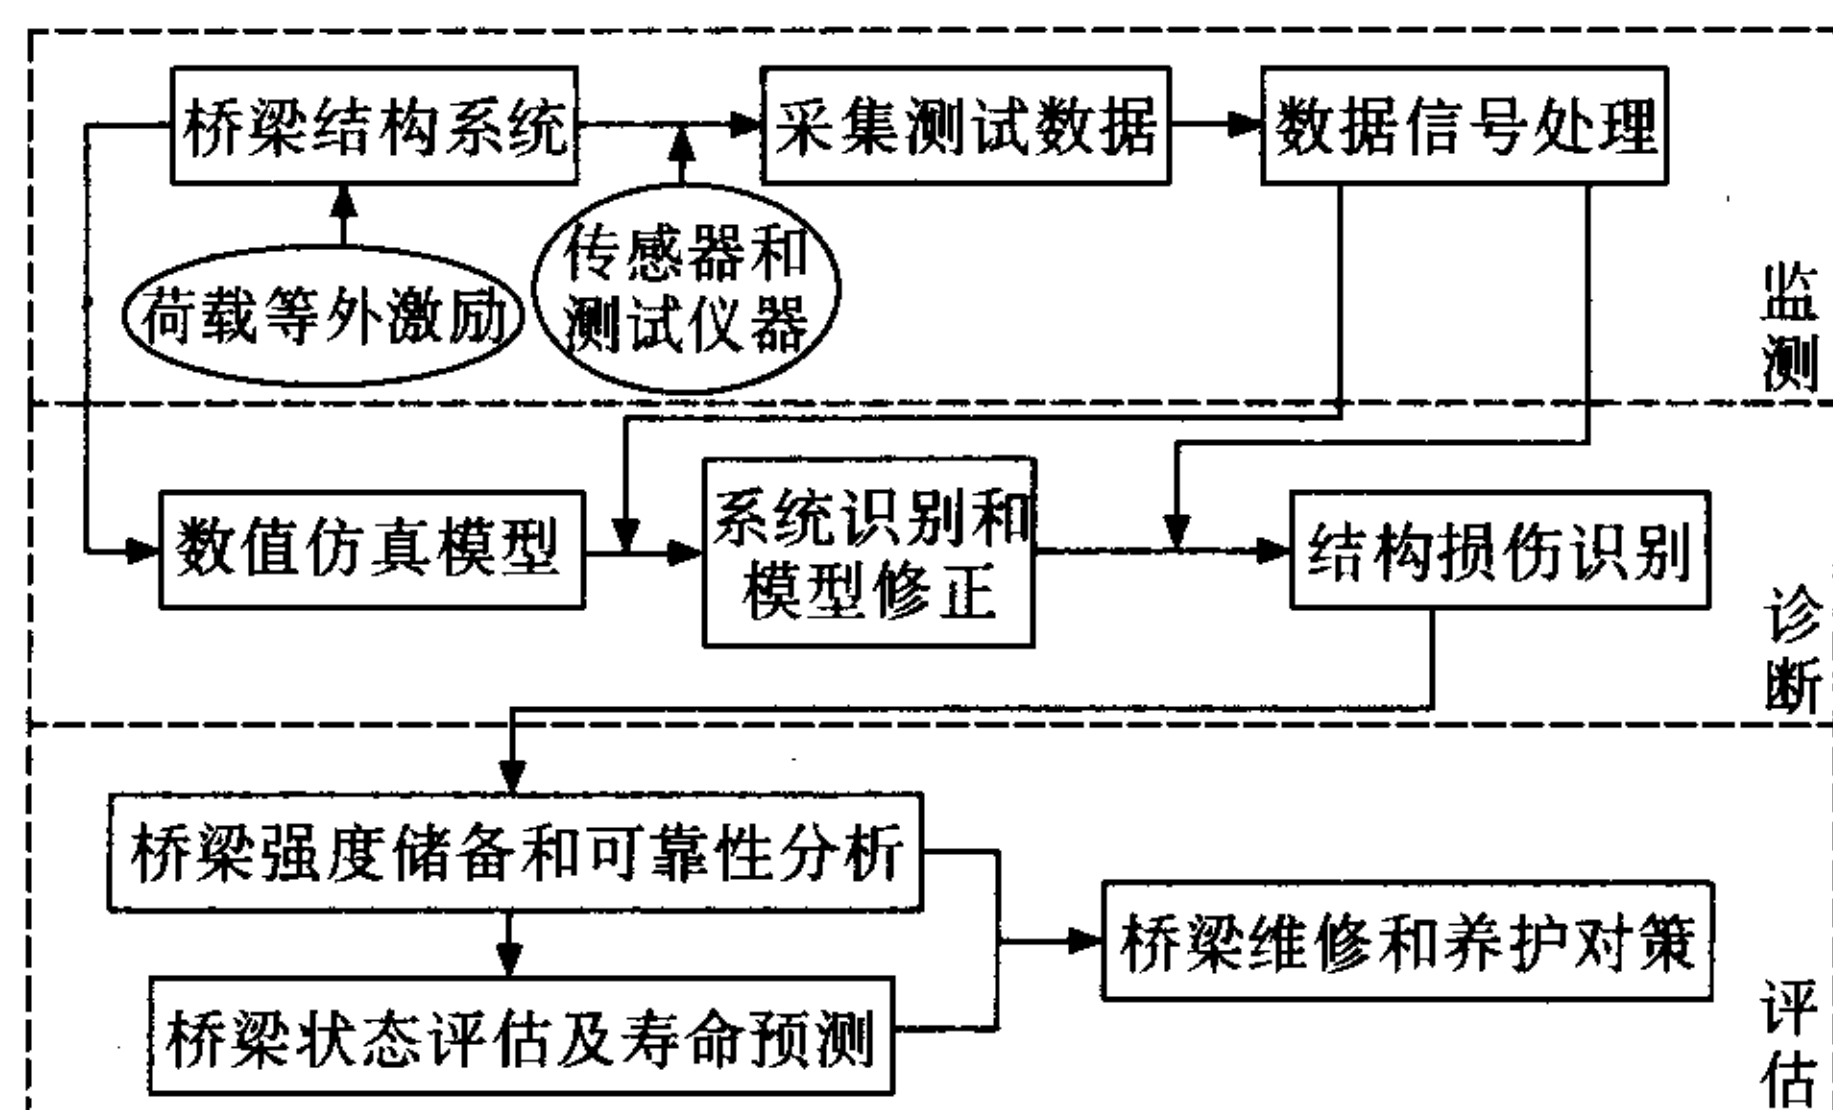 桥梁结构系统
采集测试数据
数据信号处理
荷载等外激励
传感器和
测试仪器
监
测
数值仿真模型
系统识别和
模型修正
结构损伤识别
诊
断
桥梁强度储备和可靠性分析
桥梁状态评估及寿命预测
桥梁维修和养护对策
评
估